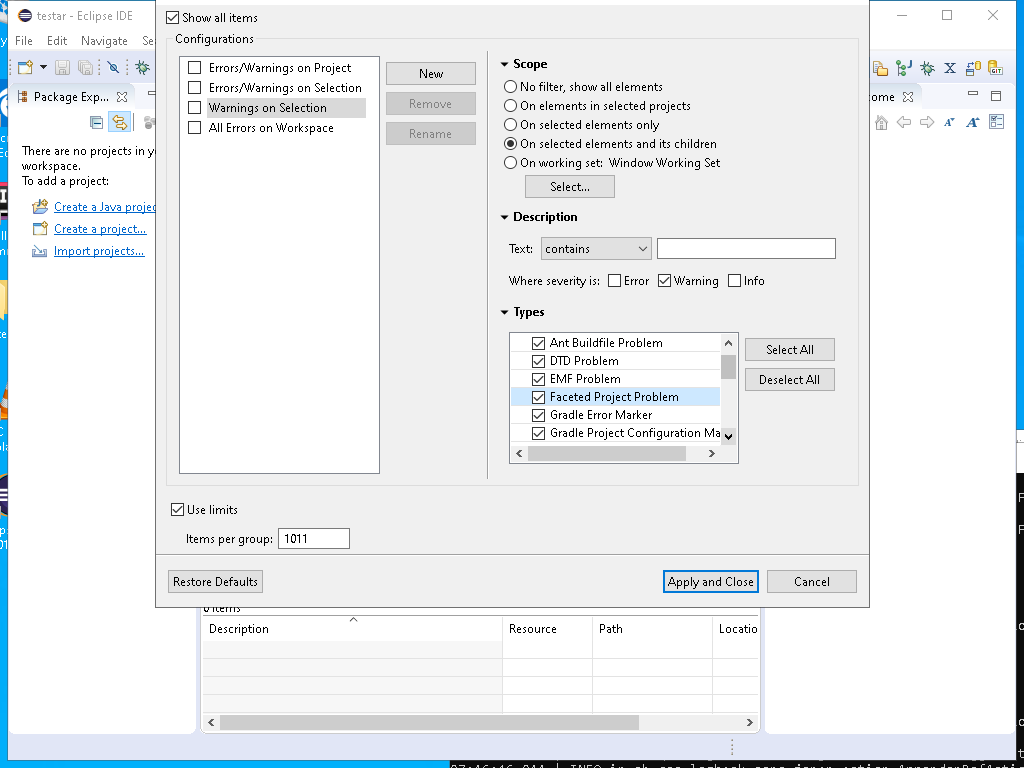 testar - Eclipse IDE
File Edit Navigate Se
Package Exp...
ome
There are no projects in y
workspace.
To add a project:
Create a Java projec
Create a project...
Import projects...
Show all items
Configurations
Errors/Warnings on Project
Errors/Warnings on Selection
Warnings on Selection
All Errors on Workspace
New
Remove
Rename
Scope
No filter, show all elements
On elements in selected projects
On selected elements only
On selected elements and its children
On working set: Window Working Set
Select...
Description
Text: contains
Where severity is: Error Warning Info
Types
Ant Buildfile Problem
DTD Problem
EMF Problem
Faceted Project Problem
Gradle Error Marker
Gradle Project Configuration Ma
Select All
Deselect All
Use limits
Items per group: 1011
Restore Defaults
Apply and Close
Cancel
0 items
Description Resource Path Locatio